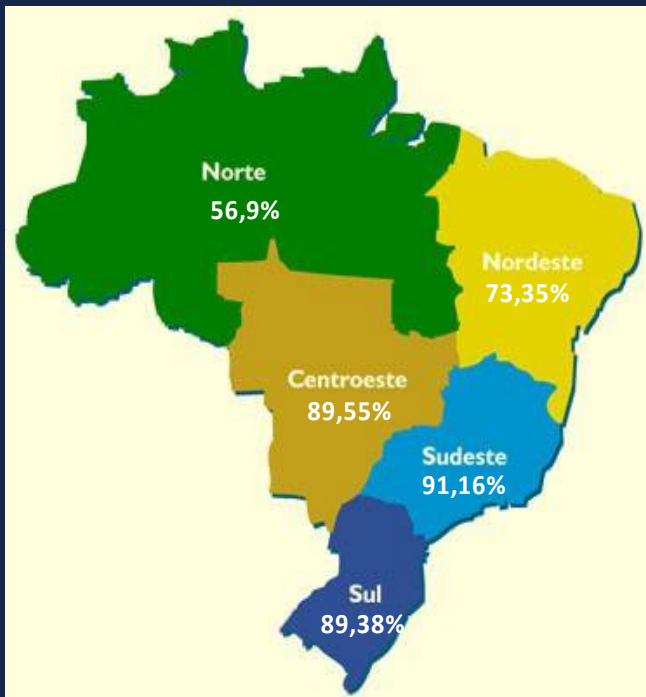 Norte
56,9%
Nordeste
73,35%
Centroeste
89,55%
Sudeste
91,16%
Sul
89,38%